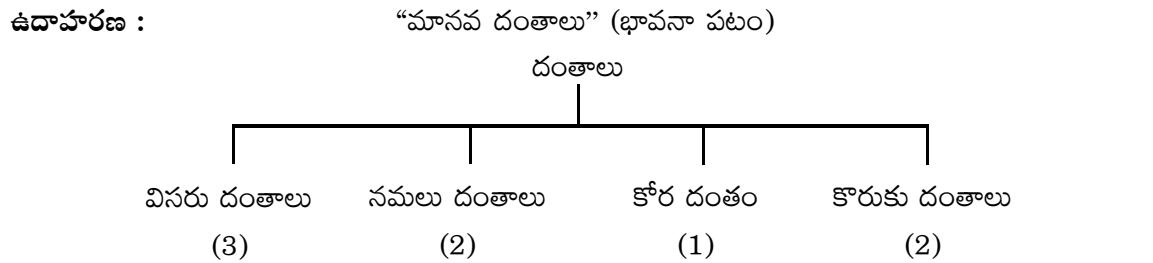 ఉదాహరణ : “మానవ దంతాలు” (భావనా పటం)
దంతాలు
విసరు దంతాలు నమలు దంతాలు కోర దంతం కొరుకు దంతాలు
(3) (2) (1) (2)